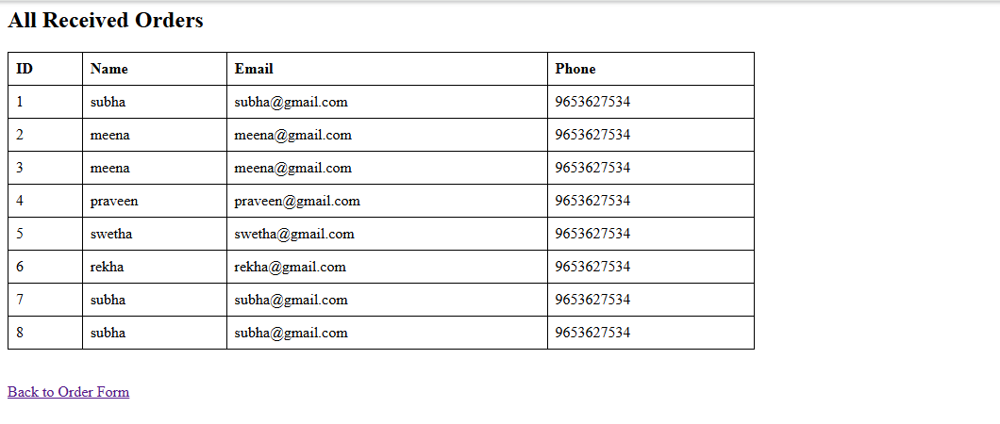 All Received Orders
ID Name Email Phone
1 subha subha@gmail.com 9653627534
2 meena meena@gmail.com 9653627534
3 meena meena@gmail.com 9653627534
4 praveen praveen@gmail.com 9653627534
5 swetha swetha@gmail.com 9653627534
6 rekha rekha@gmail.com 9653627534
7 subha subha@gmail.com 9653627534
8 subha subha@gmail.com 9653627534
Back to Order Form